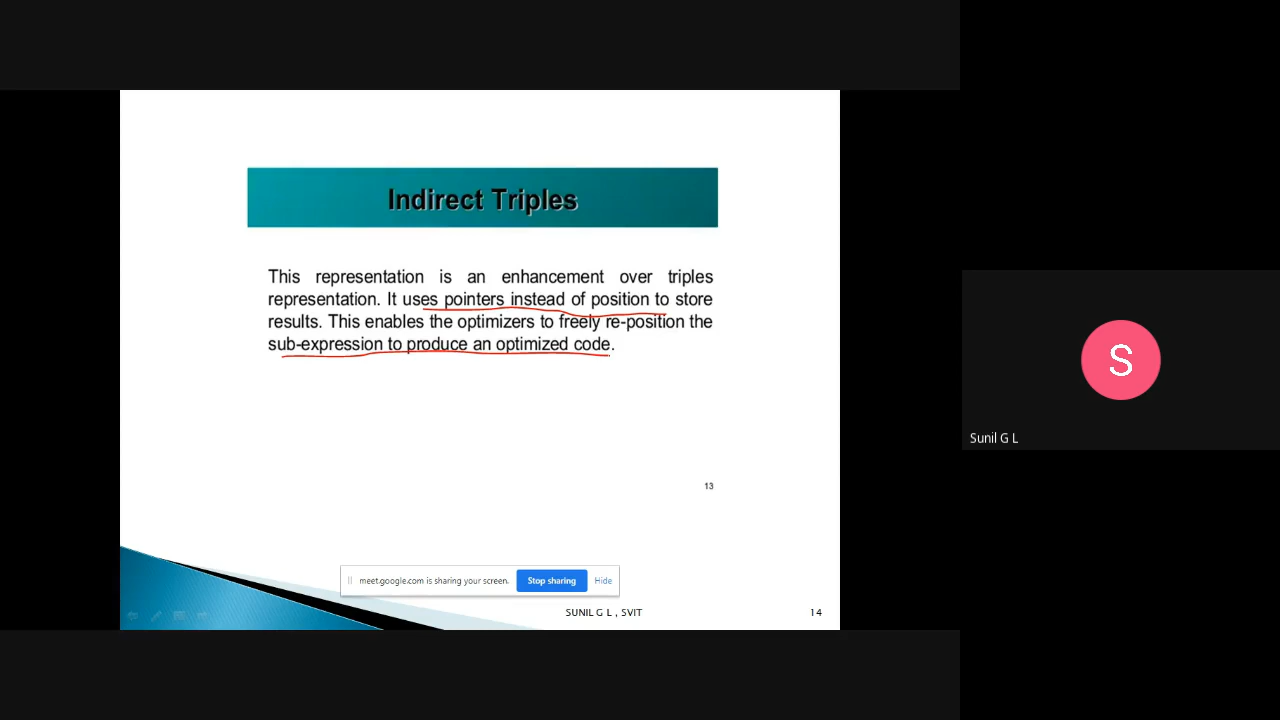 Indirect Triples
This representation is an enhancement over triples
representation. It uses pointers instead of position to store
results. This enables the optimizers to freely re-position the
sub-expression to produce an optimized code.
13
meet.google.com is sharing your screen.
Stop sharing
Hide
SUNIL G L , SVIT
14
S
Sunil G L